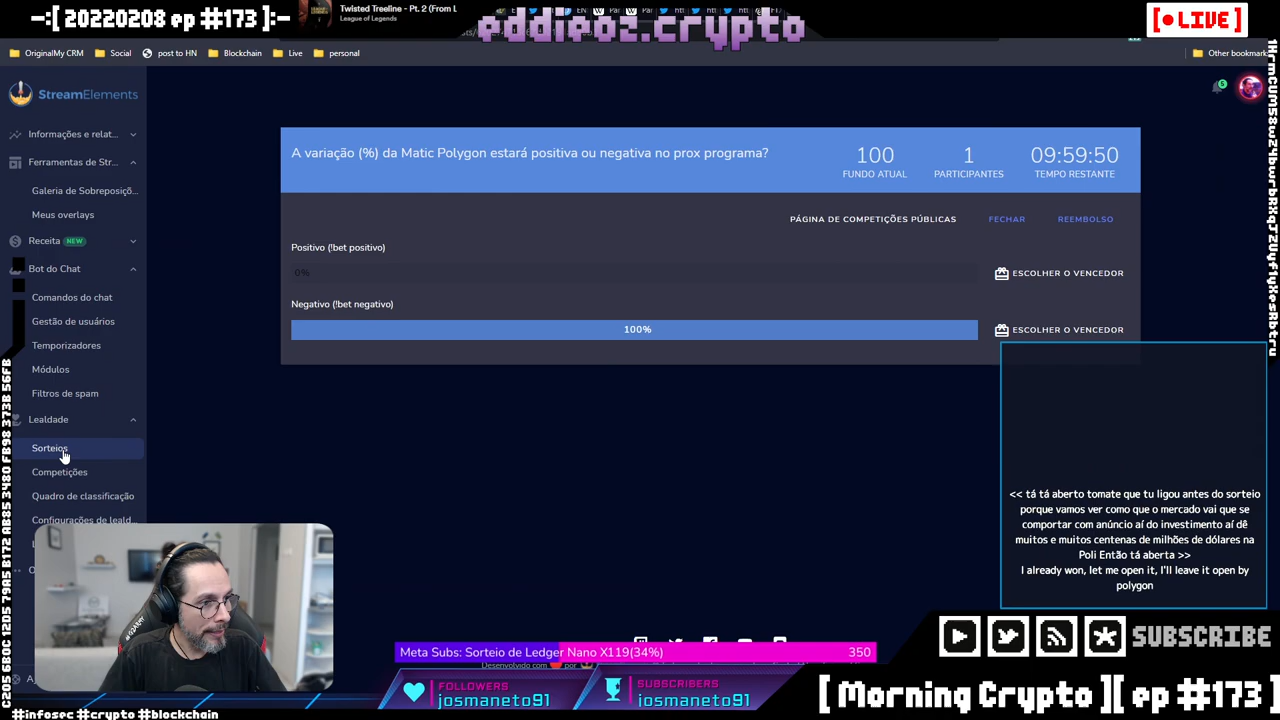 -:[ 20220208 ep #173 ]:-
Twisted Treeline - Pt. 2 (From L
League of Legends
eddieoz.crypto
[•LIVE]
OriginalMy CRM
Social
post to HN
Blockchain
Live
personal
Other bookmark
StreamElements
5
Informações e relat...
Ferramentas de Str...
Galeria de Sobreposiçõ...
Meus overlays
Receita NEW
Bot do Chat
Comandos do chat
Gestão de usuários
Temporizadores
Módulos
Filtros de spam
Lealdade
Sorteios
Competições
Quadro de classificação
Configurações de leald...
A variação (%) da Matic Polygon estará positiva ou negativa no prox programa?
100
FUNDO ATUAL
1
PARTICIPANTES
09:59:50
TEMPO RESTANTE
PÁGINA DE COMPETIÇÕES PÚBLICAS
FECHAR
REEMBOLSO
Positivo (!bet positivo)
0%
ESCOLHER O VENCEDOR
Negativo (!bet negativo)
100%
ESCOLHER O VENCEDOR
<< tá tá aberto tomate que tu ligou antes do sorteio
porque vamos ver como que o mercado vai que se
comportar com anúncio aí do investimento aí dê
muitos e muitos centenas de milhões de dólares na
Poli Então tá aberta >>
I already won, let me open it, I'll leave it open by
polygon
Meta Subs: Sorteio de Ledger Nano X119(34%)
350
Desenvolvido com
por
FOLLOWERS
josmaneto91
SUBSCRIBERS
josmaneto91
SUBSCRIBE
[ Morning Crypto ][ ep #173 ]
#infosec #crypto #blockchain